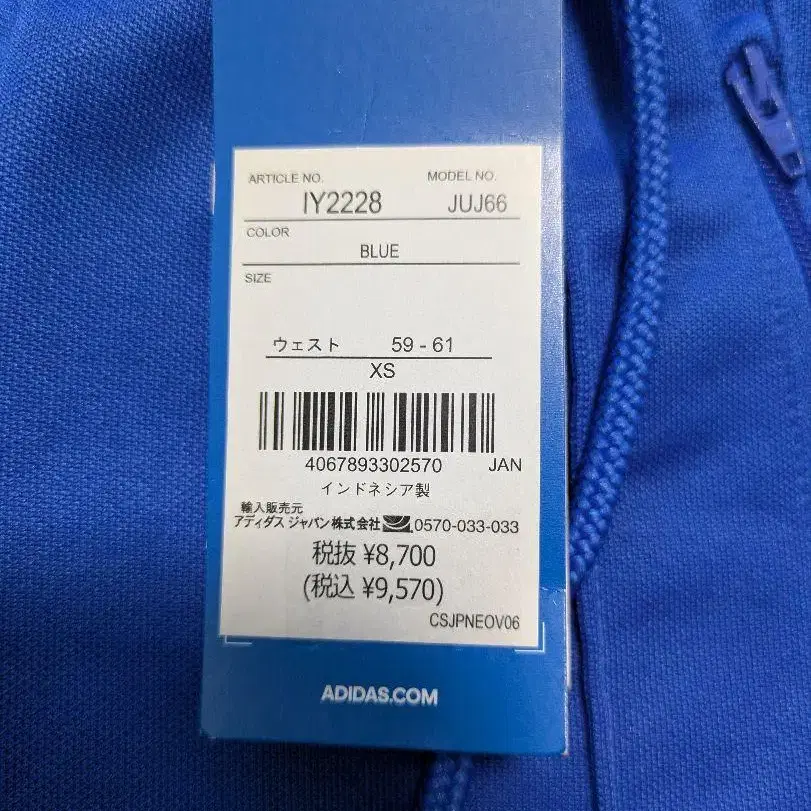 ARTICLE NO. MODEL NO.
IY2228 JUJ66
COLOR
BLUE
SIZE
ウェスト 59 - 61
XS
4067893302570 JAN
インドネシア製
輸入販売元
アディダス ジャパン株式会社 0570-033-033
税抜 ¥8,700
(税込 ¥9,570)
CSJPNEOV06
ADIDAS.COM